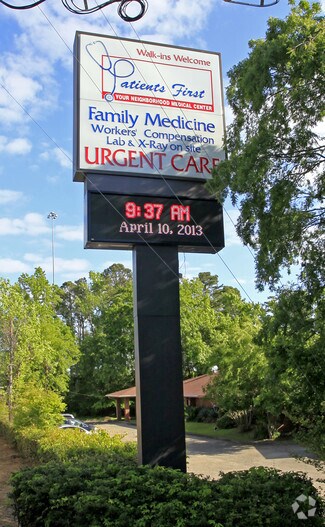 Walk-ins Welcome
Patients First
YOUR NEIGHBORHOOD MEDICAL CENTER
Family Medicine
Workers' Compensation
Lab & X-Ray on site
URGENT CARE
9:37 AM
April 10, 2013